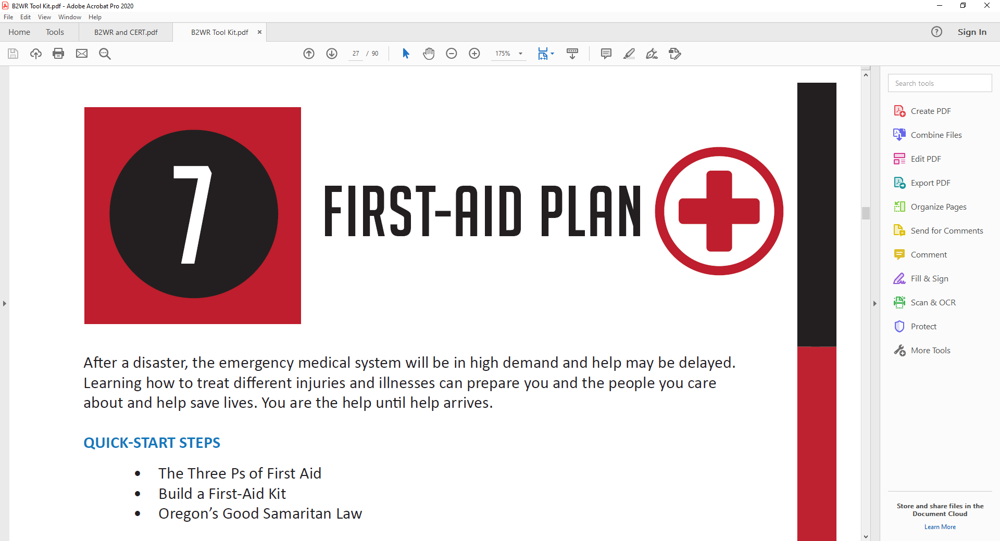 B2WR Tool Kit.pdf - Adobe Acrobat Pro 2020
File Edit View Window Help
Home Tools B2WR and CERT.pdf B2WR Tool Kit.pdf × ? Sign In
27 / 90 175%
Search tools
Create PDF
Combine Files
Edit PDF
Export PDF
Organize Pages
Send for Comments
Comment
Fill & Sign
Scan & OCR
Protect
More Tools
Store and share files in the
Document Cloud
Learn More
7
FIRST-AID PLAN
After a disaster, the emergency medical system will be in high demand and help may be delayed.
Learning how to treat different injuries and illnesses can prepare you and the people you care
about and help save lives. You are the help until help arrives.
QUICK-START STEPS
• The Three Ps of First Aid
• Build a First-Aid Kit
• Oregon’s Good Samaritan Law